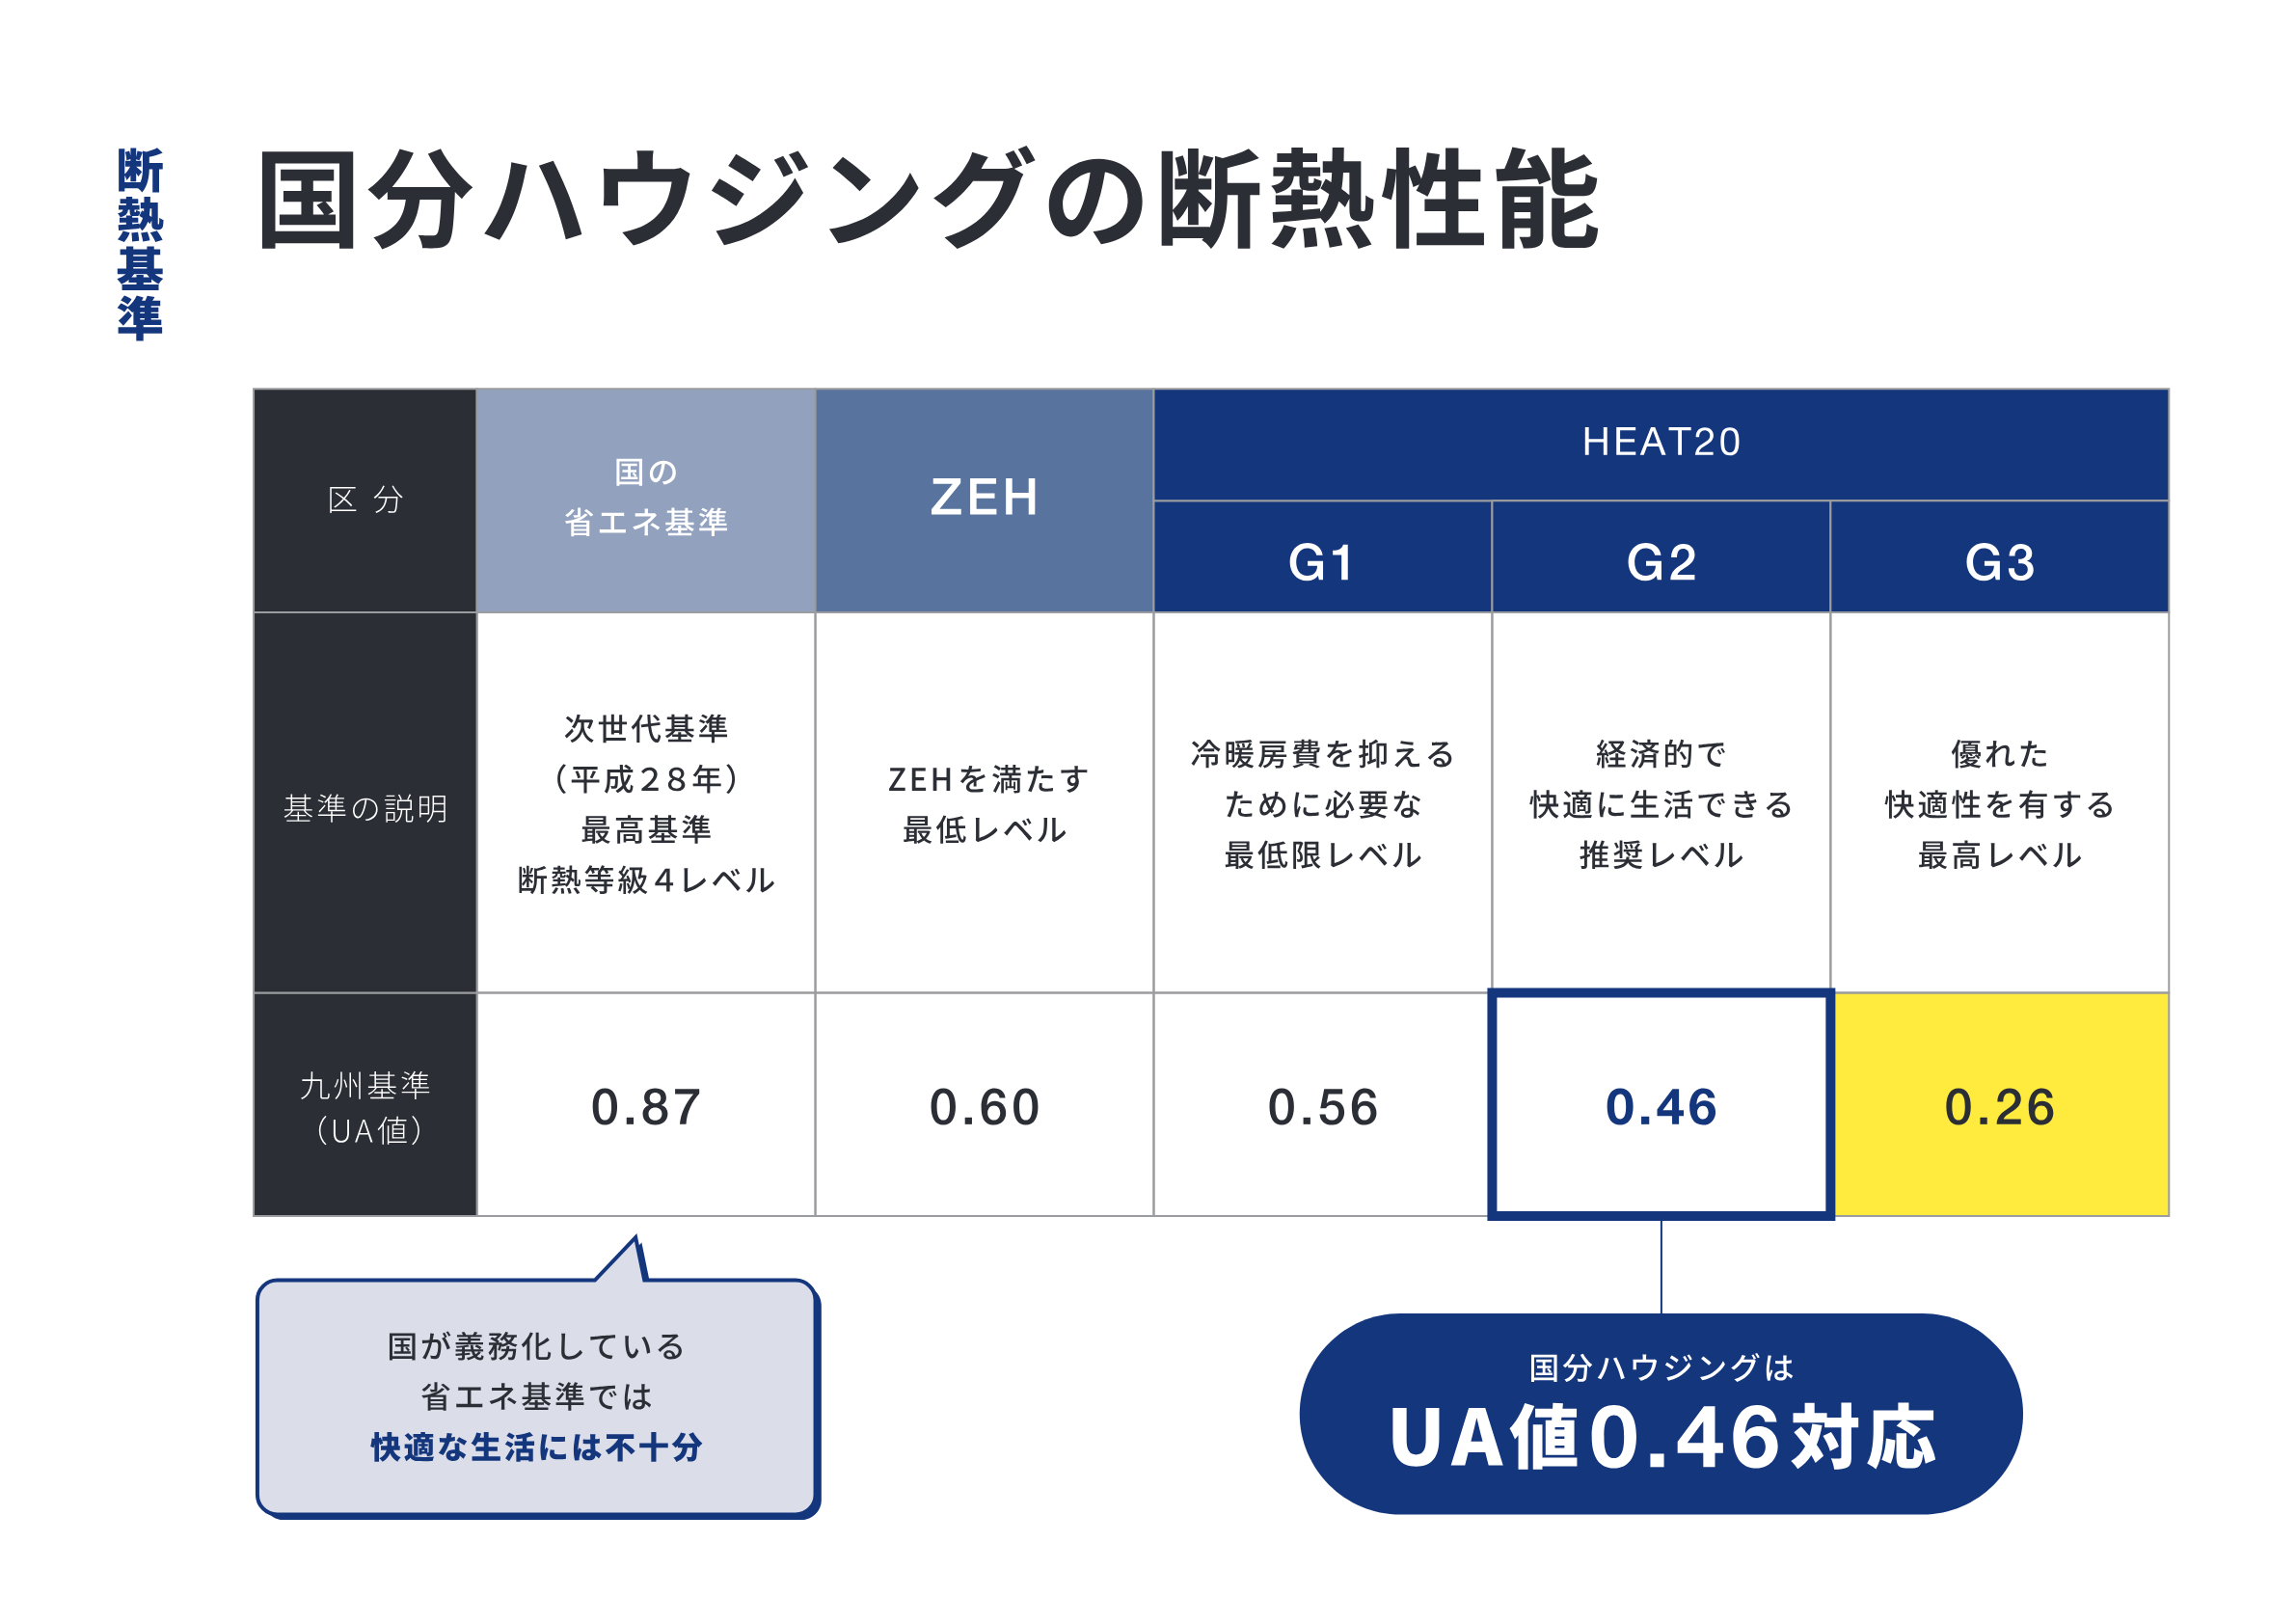 断熱基準
国分ハウジングの断熱性能
区分
国の
省エネ基準
ZEH
HEAT20
G1
G2
G3
基準の説明
次世代基準
（平成28年）
最高基準
断熱等級4レベル
ZEHを満たす
最低レベル
冷暖房費を抑える
ために必要な
最低限レベル
経済的で
快適に生活できる
推奨レベル
優れた
快適性を有する
最高レベル
九州基準
（UA値）
0.87
0.60
0.56
0.46
0.26
国が義務化している
省エネ基準では
快適な生活には不十分
国分ハウジングは
UA値0.46対応